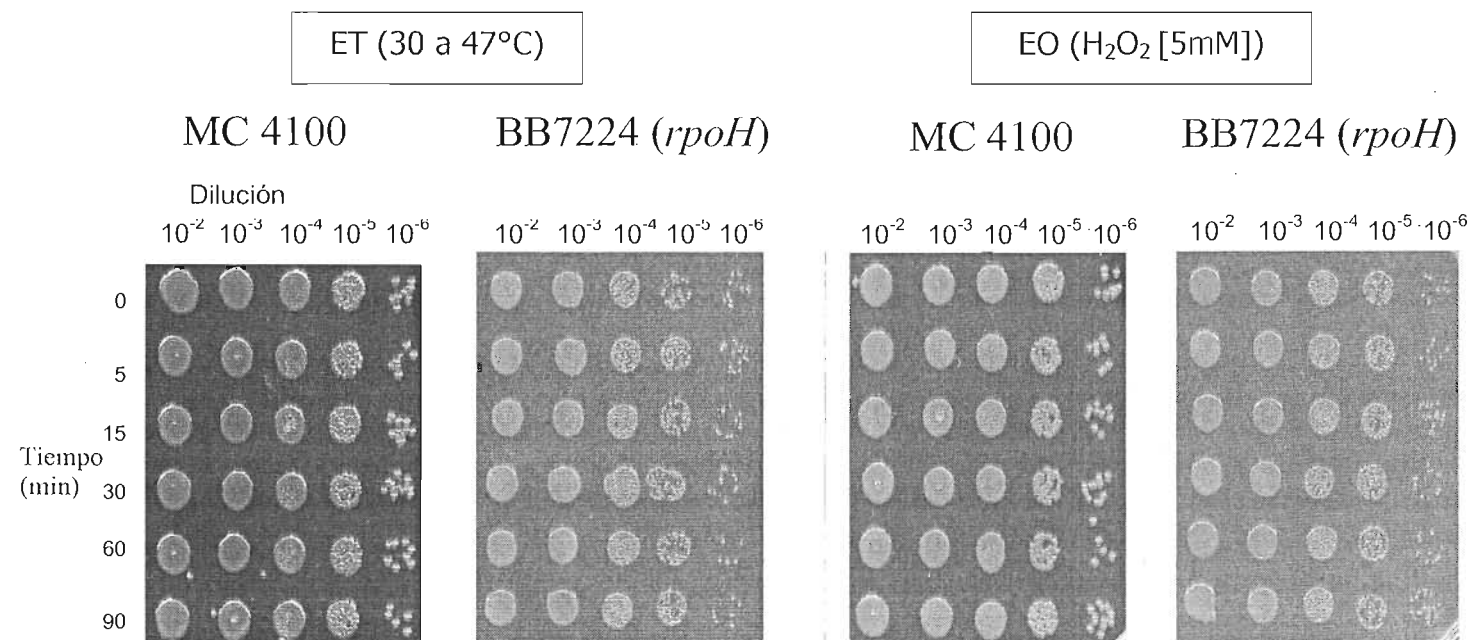 ET (30 a 47°C)
EO (H₂O₂ [5mM])
MC 4100
BB7224 (rpoH)
MC 4100
BB7224 (rpoH)
Dilución
10⁻² 10⁻³ 10⁻⁴ 10⁻⁵ 10⁻⁶
10⁻² 10⁻³ 10⁻⁴ 10⁻⁵ 10⁻⁶
10⁻² 10⁻³ 10⁻⁴ 10⁻⁵ 10⁻⁶
10⁻² 10⁻³ 10⁻⁴ 10⁻⁵ 10⁻⁶
Tiempo
(min)
0
5
15
30
60
90